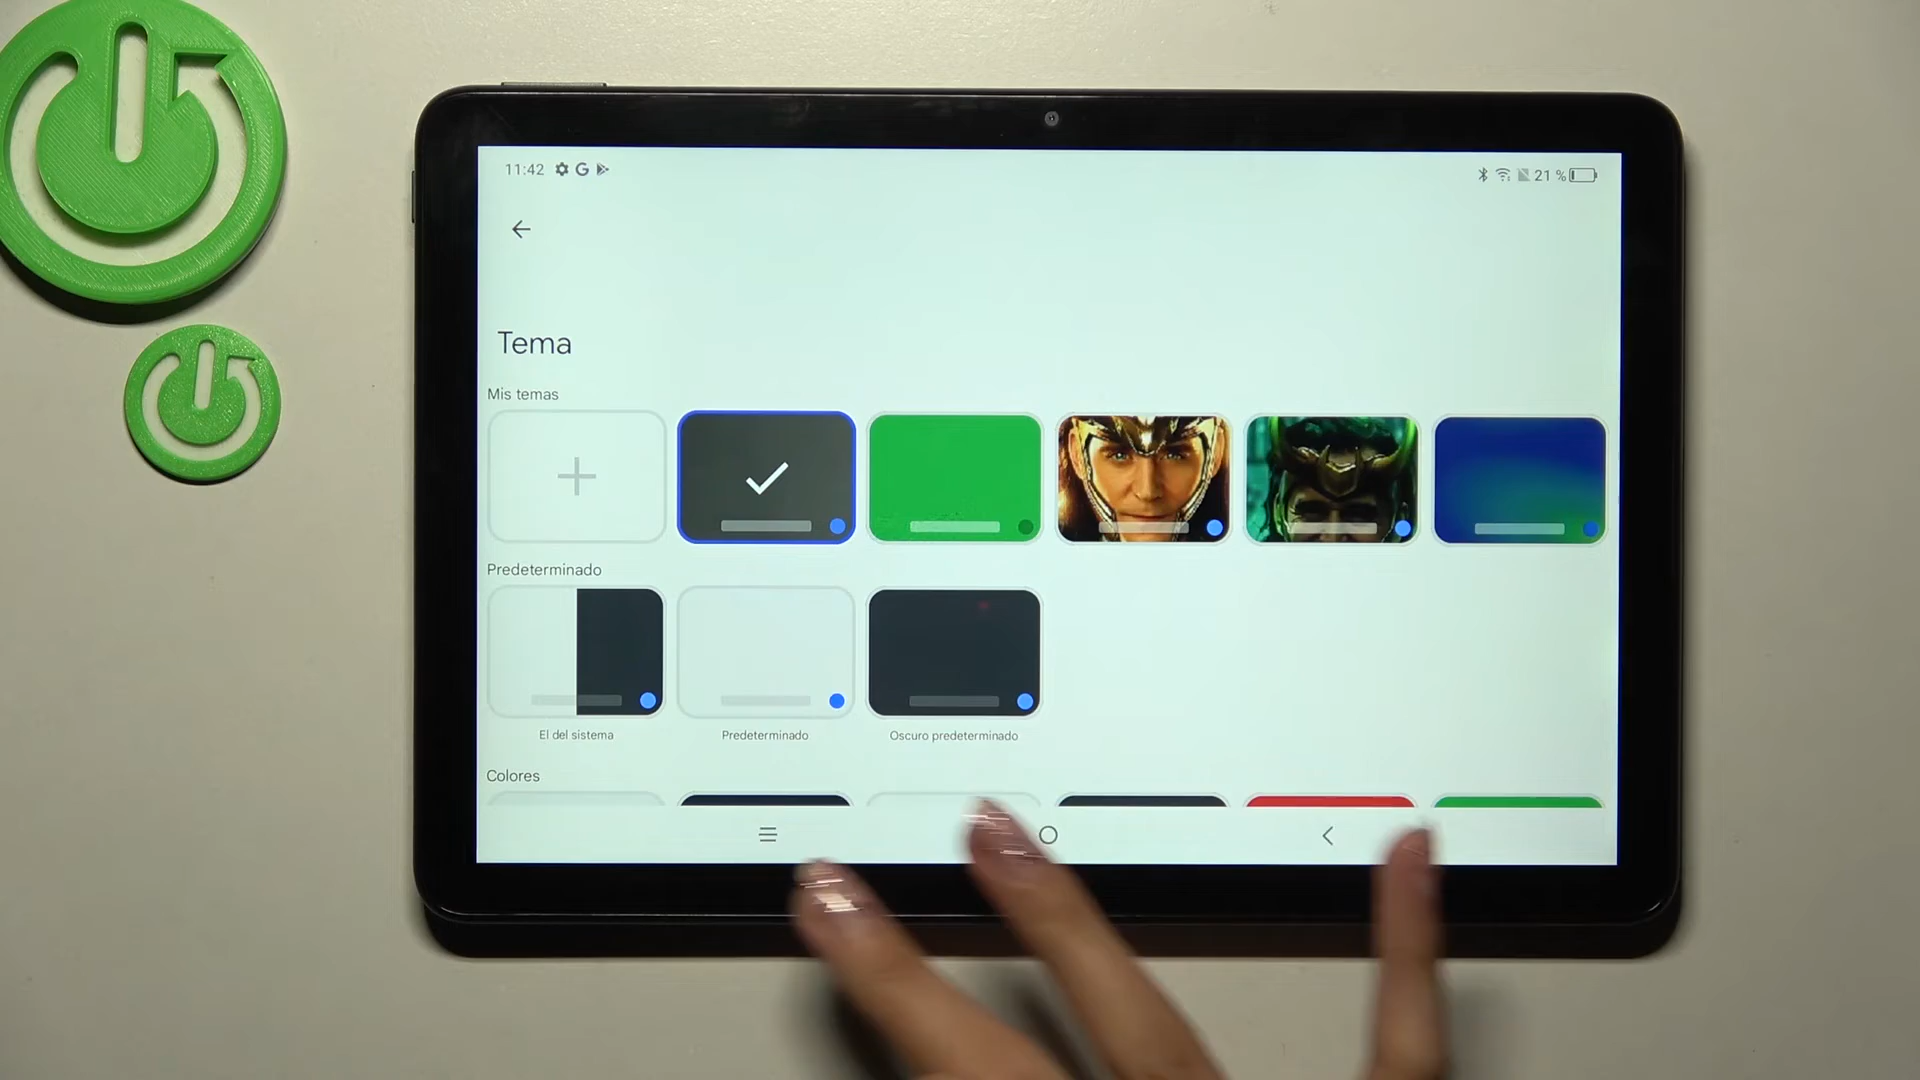 11:42 G 21 %
Tema
Mis temas
Predeterminado
El del sistema Predeterminado Oscuro predeterminado
Colores